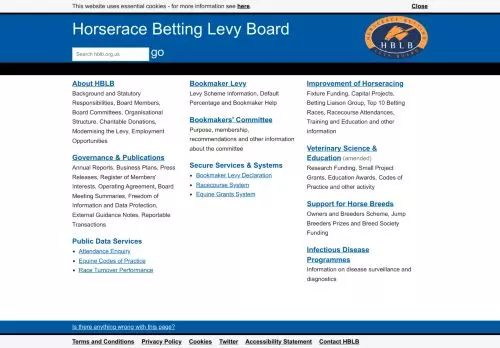 This website uses essential cookies - for more information see here.
Close
Horserace Betting Levy Board
Search hblb.org.uk
go
HBLB
About HBLB
Background and Statutory
Responsibilities, Board Members,
Board Committees, Organisational
Structure, Charitable Donations,
Modernising the Levy, Employment
Opportunities
Governance & Publications
Annual Reports, Business Plans, Press
Releases, Register of Members'
Interests, Operating Agreement, Board
Meeting Summaries, Freedom of
Information and Data Protection,
External Guidance Notes, Reportable
Transactions
Public Data Services
Attendance Enquiry
Equine Codes of Practice
Race Turnover Performance
Bookmaker Levy
Levy Scheme Information, Default
Percentage and Bookmaker Help
Bookmakers' Committee
Purpose, membership,
recommendations and other information
about the committee
Secure Services & Systems
Bookmaker Levy Declaration
Racecourse System
Equine Grants System
Improvement of Horseracing
Fixture Funding, Capital Projects,
Betting Liaison Group, Top 10 Betting
Races, Racecourse Attendances,
Training and Education and other
information
Veterinary Science &
Education (amended)
Research Funding, Small Project
Grants, Education Awards, Codes of
Practice and other activity
Support for Horse Breeds
Owners and Breeders Scheme, Jump
Breeders Prizes and Breed Society
Funding
Infectious Disease
Programmes
Information on disease surveillance and
diagnostics
Is there anything wrong with this page?
Terms and Conditions Privacy Policy Cookies Twitter Accessibility Statement Contact HBLB